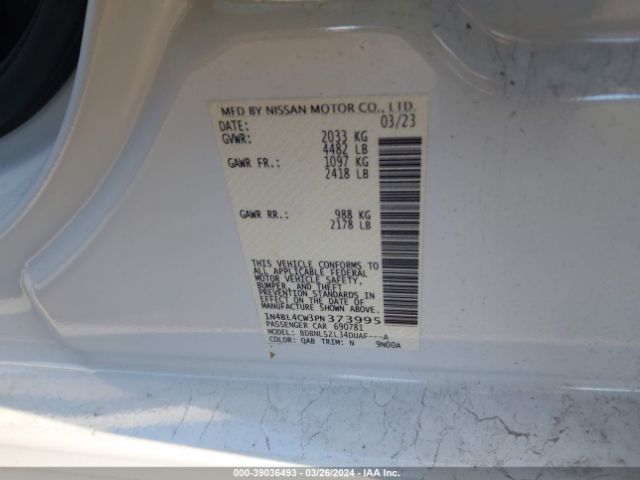 MFD BY NISSAN MOTOR CO., LTD.
DATE: 03/23
GVWR: 2033 KG
4482 LB
GAWR FR.: 1097 KG
2418 LB
GAWR RR.: 988 KG
2178 LB
THIS VEHICLE CONFORMS TO
ALL APPLICABLE FEDERAL
MOTOR VEHICLE SAFETY,
BUMPER, AND THEFT
PREVENTION STANDARDS IN
EFFECT ON THE DATE OF
MANUFACTURE SHOWN ABOVE.
1N4BL4CW3PN373995
PASSENGER CAR 690781
MODEL: BDBNLS2L34DUAF---A
COLOR: QAB TRIM: N 9N00A
000-39036493 - 03/26/2024 - IAA Inc.